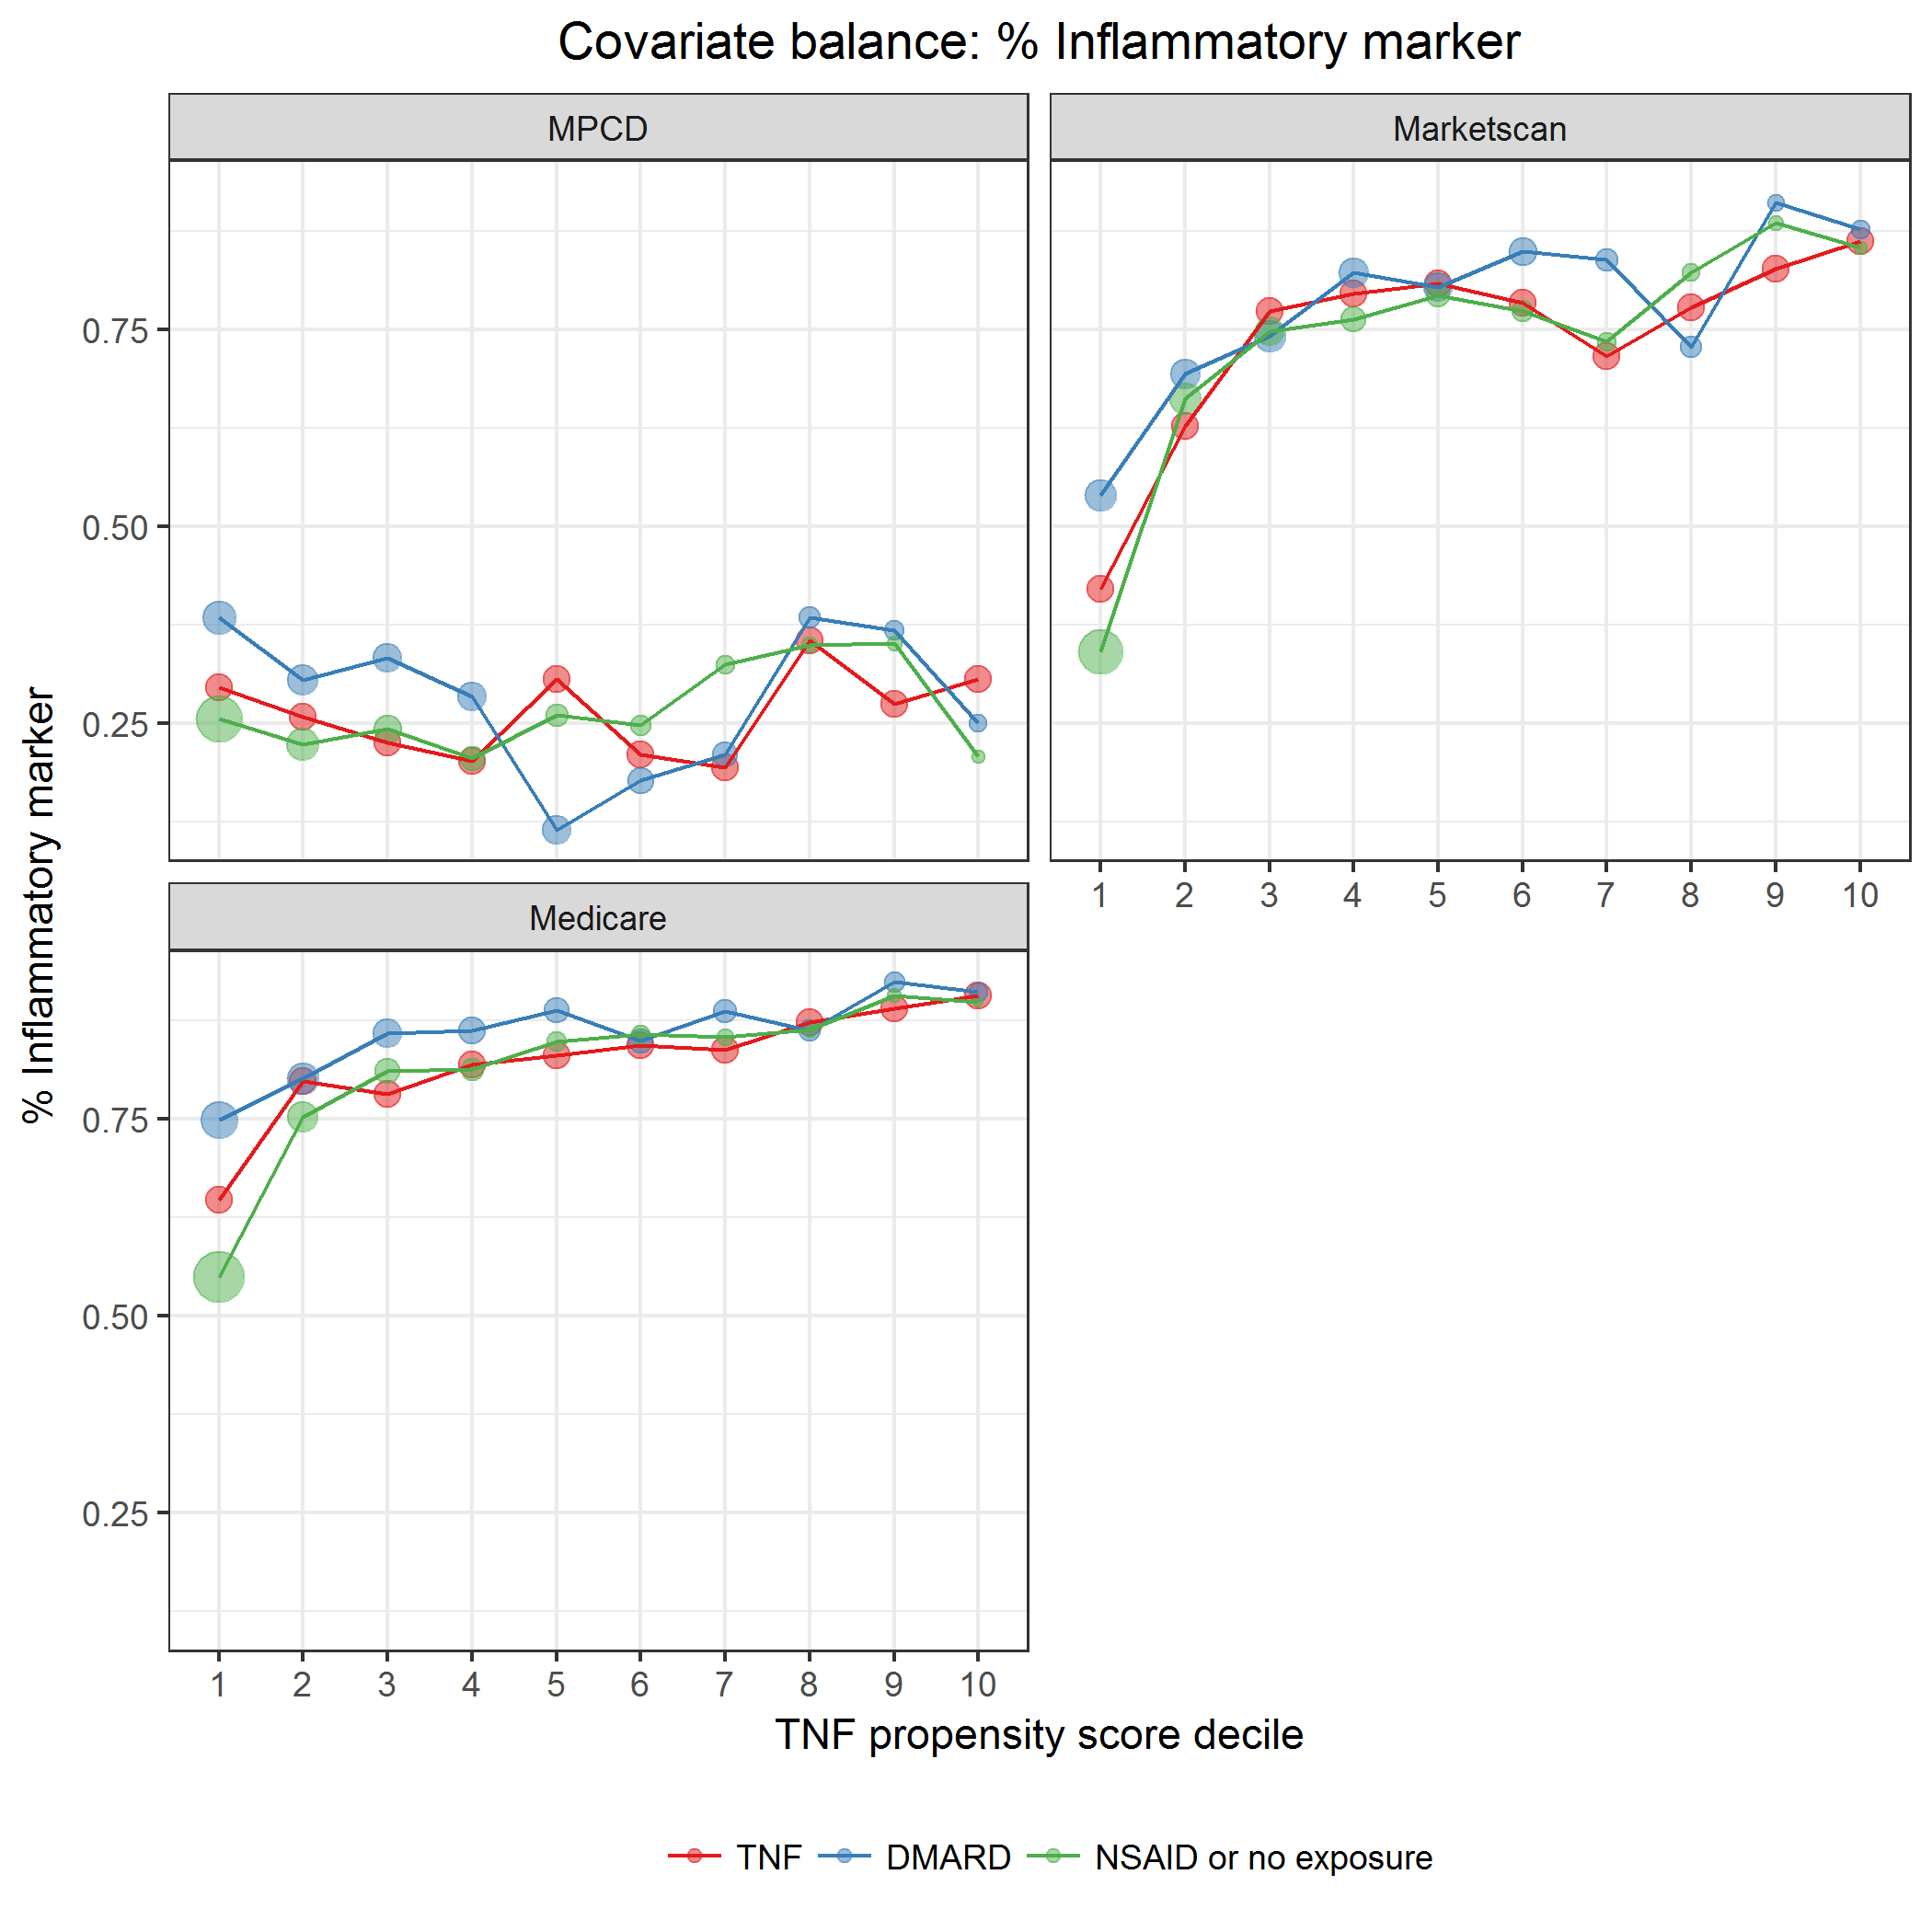 Covariate balance: % Inflammatory marker
MPCD
Marketscan
0.75
0.50
0.25
1 2 3 4 5 6 7 8 9 10
Medicare
0.75
0.50
0.25
1 2 3 4 5 6 7 8 9 10
% Inflammatory marker
TNF propensity score decile
TNF DMARD NSAID or no exposure